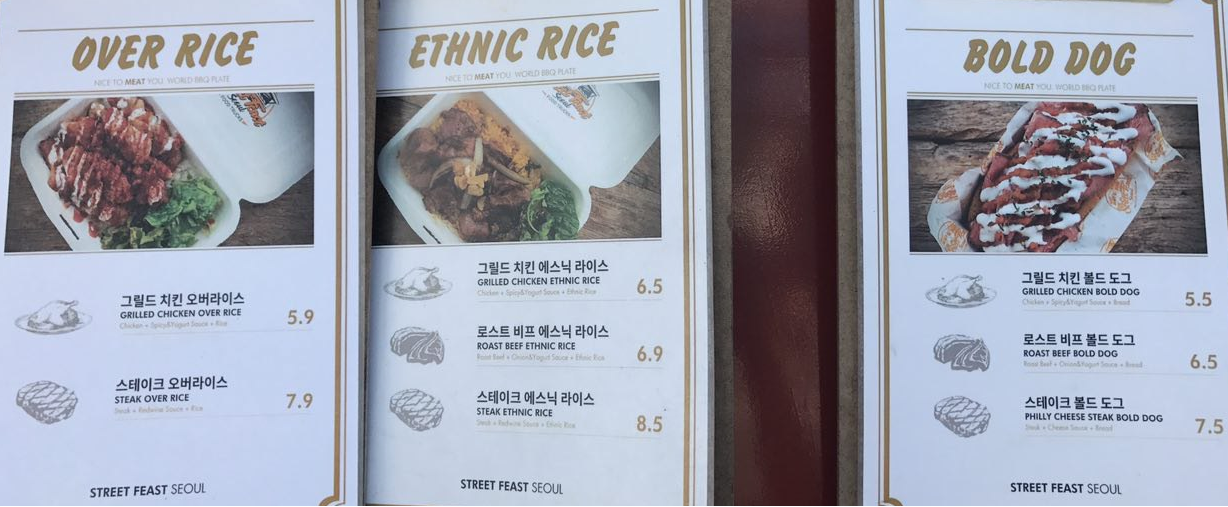 OVER RICE
NICE TO MEAT YOU. WORLD BBQ PLATE
그릴드 치킨 오버라이스
GRILLED CHICKEN OVER RICE 5.9
Chicken + Spicy&Yogurt Sauce + Rice
스테이크 오버라이스
STEAK OVER RICE 7.9
Steak + Redwine Sauce + Rice
STREET FEAST SEOUL
ETHNIC RICE
NICE TO MEAT YOU. WORLD BBQ PLATE
그릴드 치킨 에스닉 라이스
GRILLED CHICKEN ETHNIC RICE 6.5
Chicken + Spicy&Yogurt Sauce + Ethnic Rice
로스트 비프 에스닉 라이스
ROAST BEEF ETHNIC RICE 6.9
Roast Beef + Onion&Yogurt Sauce + Ethnic Rice
스테이크 에스닉 라이스
STEAK ETHNIC RICE 8.5
Steak + Redwine Sauce + Ethnic Rice
STREET FEAST SEOUL
BOLD DOG
NICE TO MEAT YOU. WORLD BBQ PLATE
그릴드 치킨 볼드 도그
GRILLED CHICKEN BOLD DOG 5.5
Chicken + Spicy&Yogurt Sauce + Bread
로스트 비프 볼드 도그
ROAST BEEF BOLD DOG 6.5
Roast Beef + Onion&Yogurt Sauce + Bread
스테이크 볼드 도그
PHILLY CHEESE STEAK BOLD DOG 7.5
Steak + Cheese Sauce + Bread
STREET FEAST SEOUL